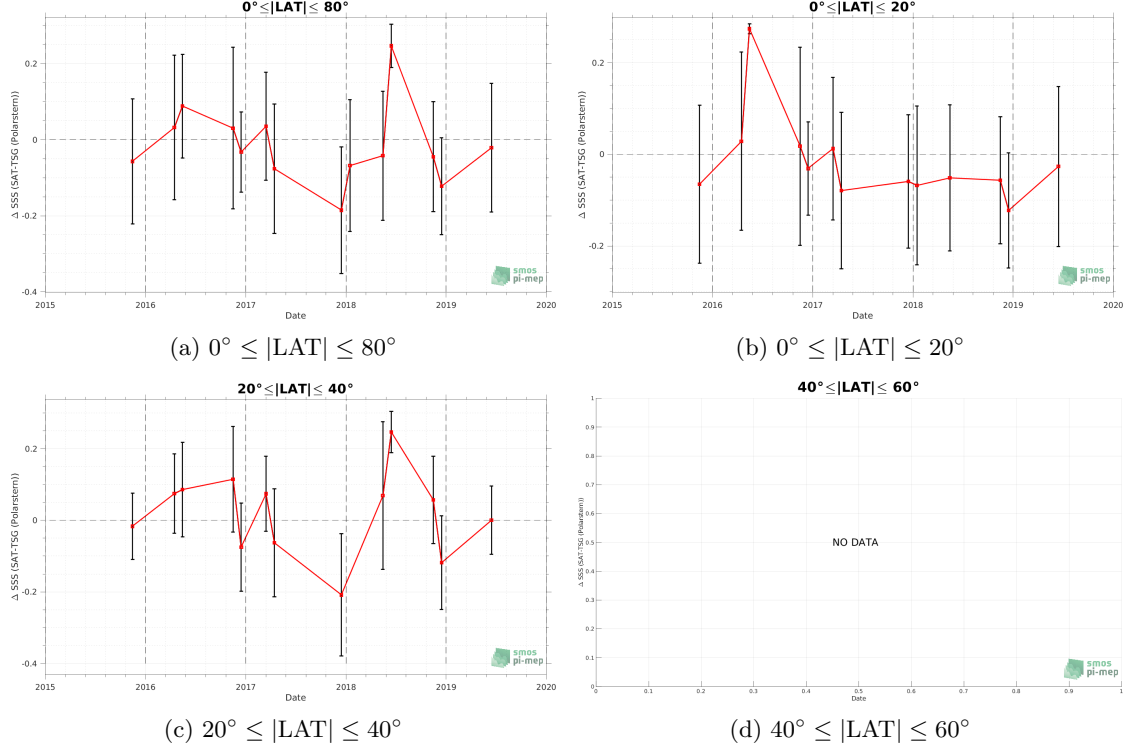 0°≤|LAT|≤ 80°
Δ SSS (SAT-TSG (Polarstern))
0.2
0
-0.2
-0.4
2015 2016 2017 2018 2019 2020
Date
smos
pi-mep
(a) 0° ≤ |LAT| ≤ 80°
0°≤|LAT|≤ 20°
Δ SSS (SAT-TSG (Polarstern))
0.2
0
-0.2
2015 2016 2017 2018 2019 2020
Date
smos
pi-mep
(b) 0° ≤ |LAT| ≤ 20°
20°≤|LAT|≤ 40°
Δ SSS (SAT-TSG (Polarstern))
0.2
0
-0.2
-0.4
2015 2016 2017 2018 2019 2020
Date
smos
pi-mep
(c) 20° ≤ |LAT| ≤ 40°
40°≤|LAT|≤ 60°
Δ SSS (SAT-TSG (Polarstern))
1
0.9
0.8
0.7
0.6
0.5
0.4
0.3
0.2
0.1
0
NO DATA
0 0.1 0.2 0.3 0.4 0.5 0.6 0.7 0.8 0.9 1
Date
smos
pi-mep
(d) 40° ≤ |LAT| ≤ 60°